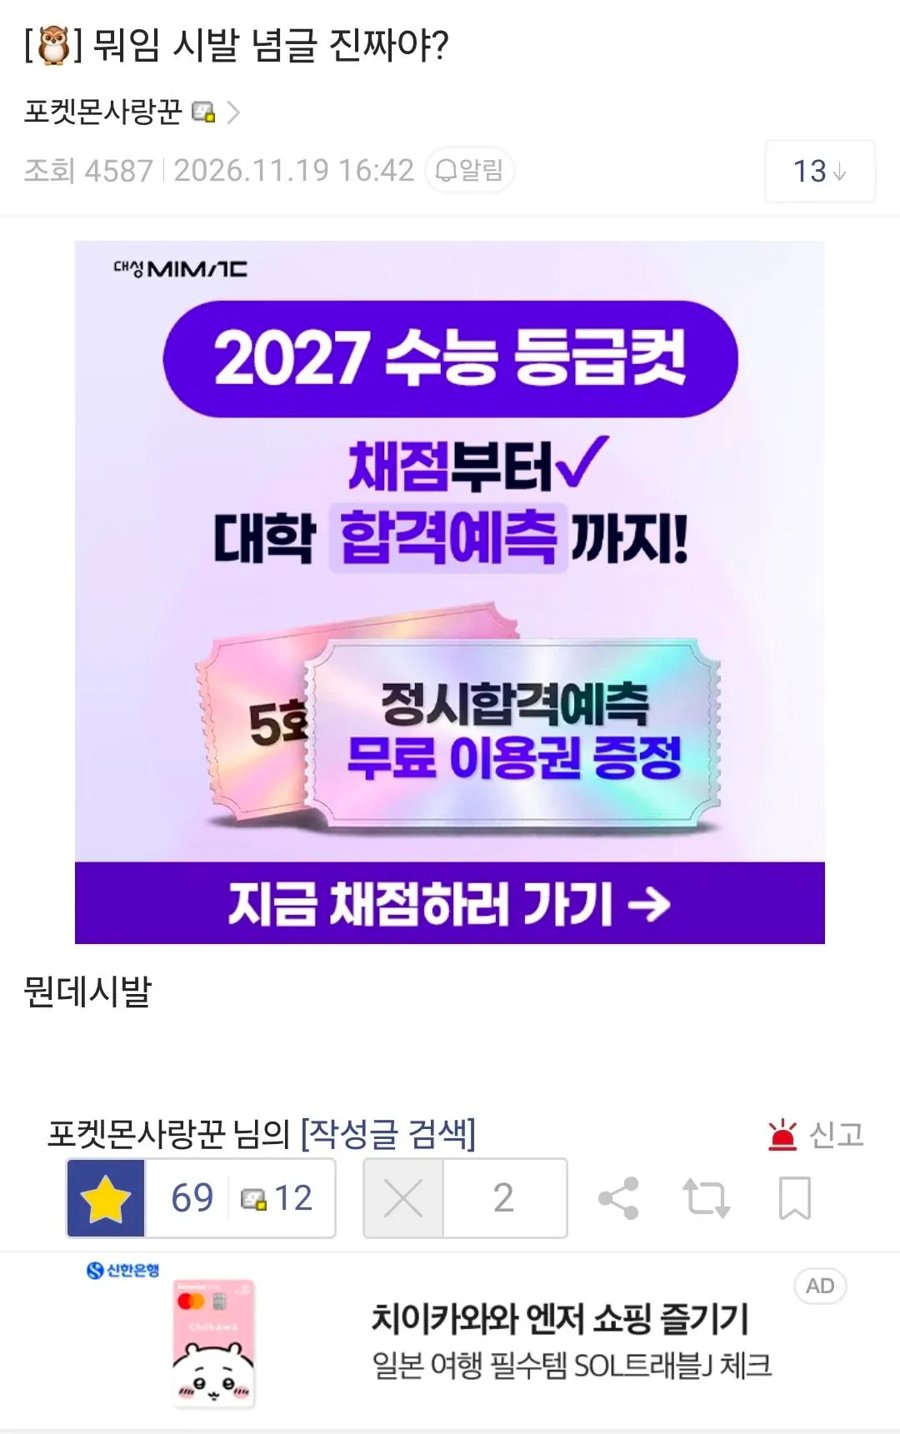 [🦉] 뭐임 시발 념글 진짜야?
포켓몬사랑꾼
조회 4587 2026.11.19 16:42 알림
13↓
대성MIMAC
2027 수능 등급컷
채점부터✓
대학 합격예측 까지!
5회
정시합격예측
무료 이용권 증정
지금 채점하러 가기 →
뭔데시발
포켓몬사랑꾼 님의 [작성글 검색]
신고
69 12
2
신한은행
AD
Chiikawa
치이카와와 엔저 쇼핑 즐기기
일본 여행 필수템 SOL트래블J 체크